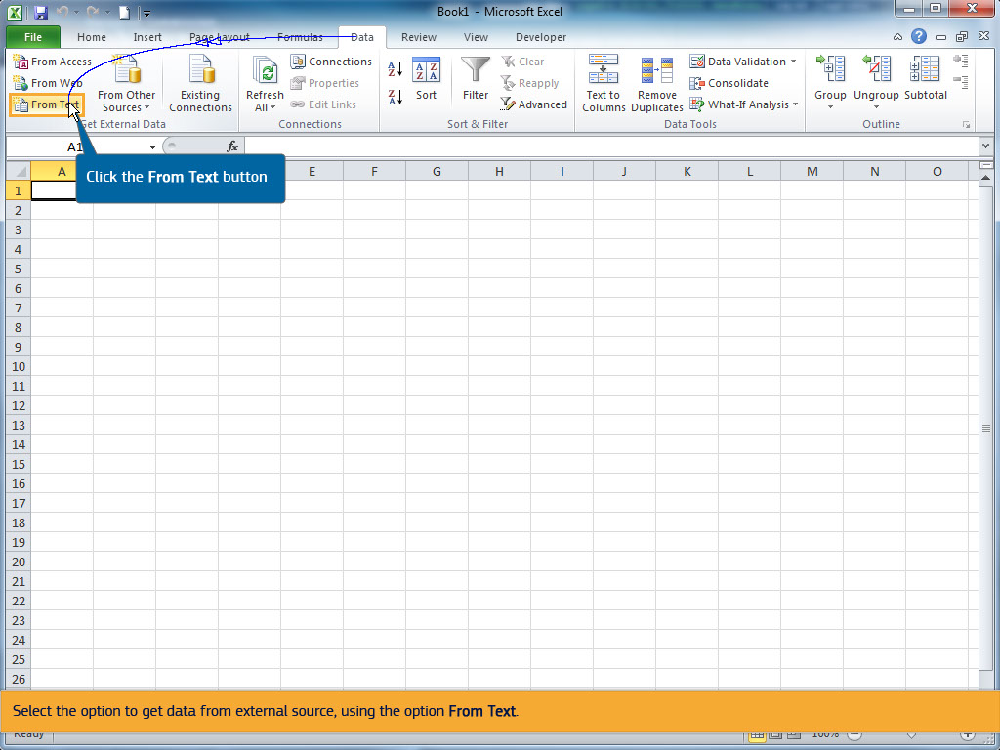 Book1 - Microsoft Excel
File Home Insert Page Layout Formulas Data Review View Developer
From Access
From Web
From Text
From Other
Sources
Existing
Connections
Get External Data
Refresh
All
Connections
Properties
Edit Links
Connections
Sort
Filter
Clear
Reapply
Advanced
Sort & Filter
Text to
Columns
Remove
Duplicates
Data Validation
Consolidate
What-If Analysis
Data Tools
Group
Ungroup
Subtotal
Outline
A1
fx
Click the From Text button
A E F G H I J K L M N O
1
2
3
4
5
6
7
8
9
10
11
12
13
14
15
16
17
18
19
20
21
22
23
24
25
26
Select the option to get data from external source, using the option From Text.
Ready 100%